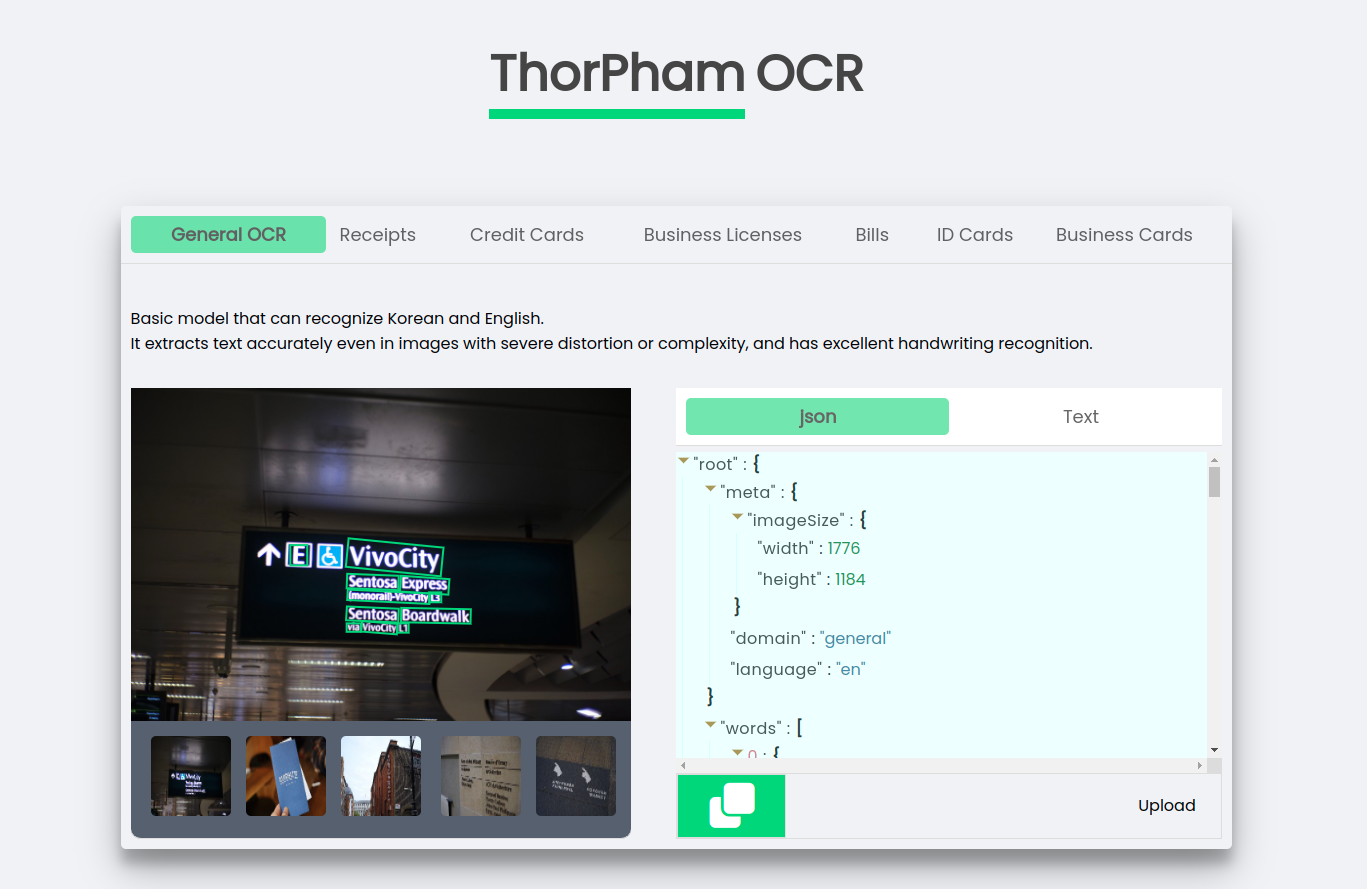 ThorPham OCR
General OCR Receipts Credit Cards Business Licenses Bills ID Cards Business Cards
Basic model that can recognize Korean and English.
It extracts text accurately even in images with severe distortion or complexity, and has excellent handwriting recognition.
E VivoCity
Sentosa Express
(monorail)-VivoCity L3
Sentosa Boardwalk
via VivoCity L1
json Text
"root" : {
"meta" : {
"imageSize" : {
"width" : 1776
"height" : 1184
}
"domain" : "general"
"language" : "en"
}
"words" : [
0 : {
VivoCity
Upload